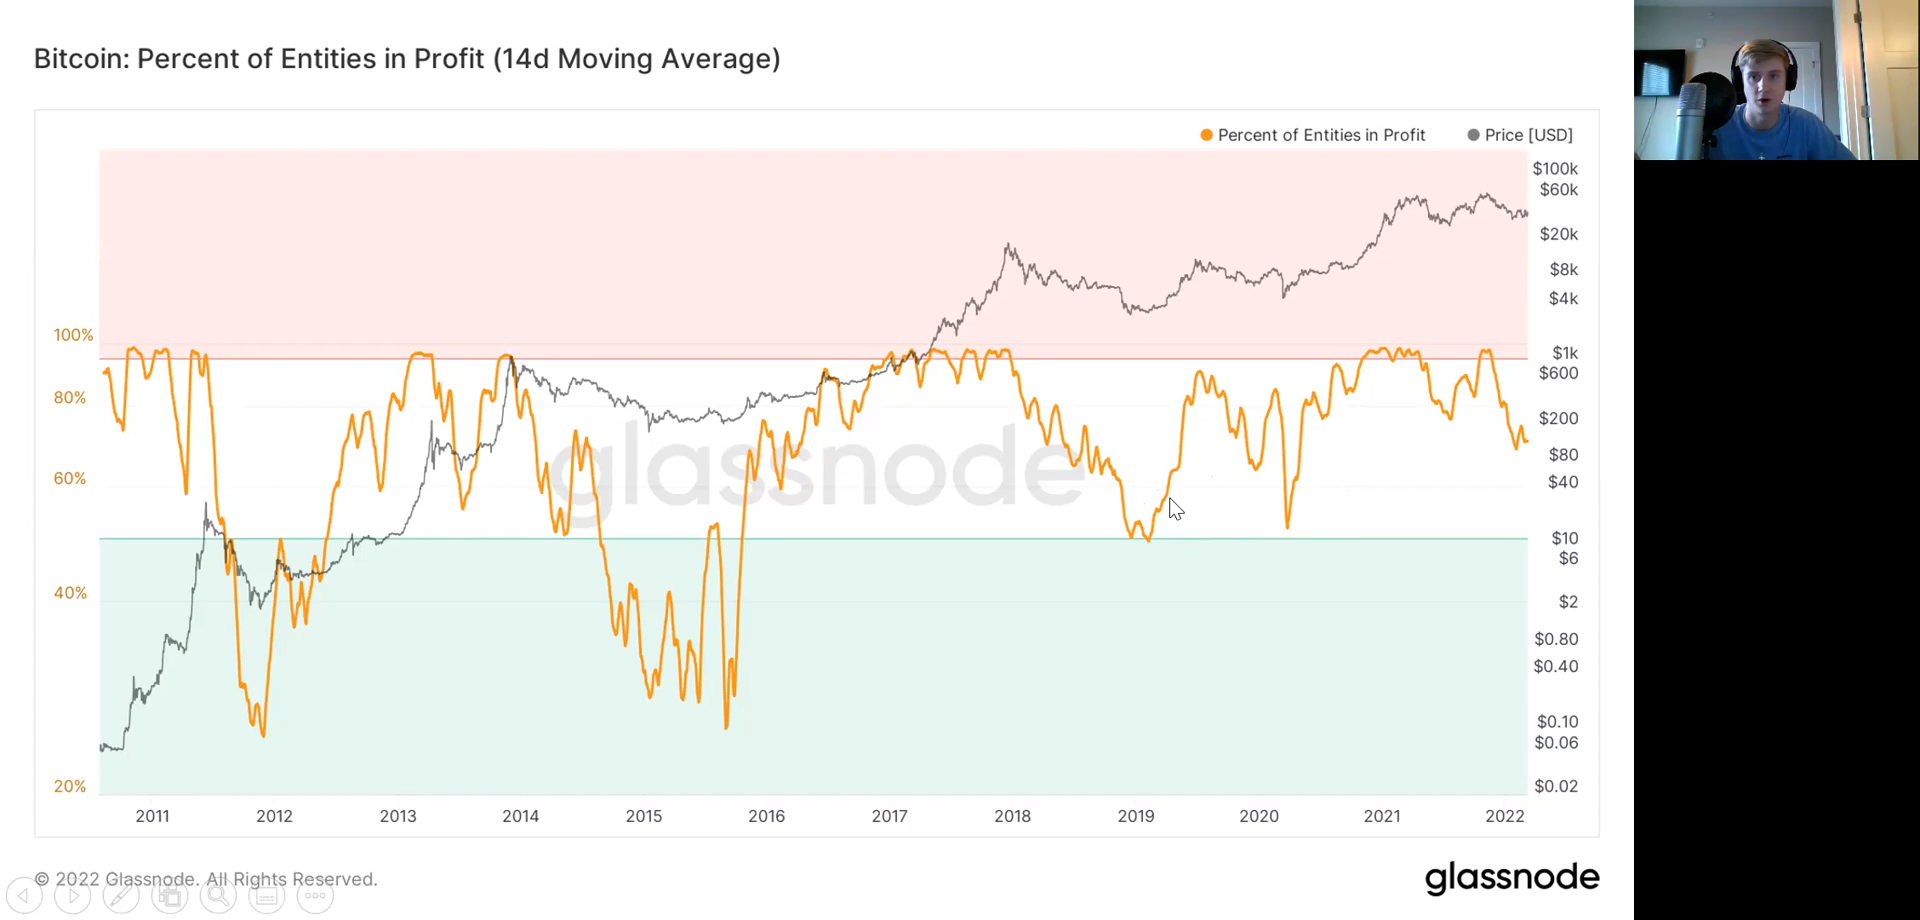 Bitcoin: Percent of Entities in Profit (14d Moving Average)
Percent of Entities in Profit
Price [USD]
100%
80%
60%
40%
20%
$100k
$60k
$20k
$8k
$4k
$1k
$600
$200
$80
$40
$10
$6
$2
$0.80
$0.40
$0.10
$0.06
$0.02
glassnode
2011 2012 2013 2014 2015 2016 2017 2018 2019 2020 2021 2022
© 2022 Glassnode. All Rights Reserved.
glassnode